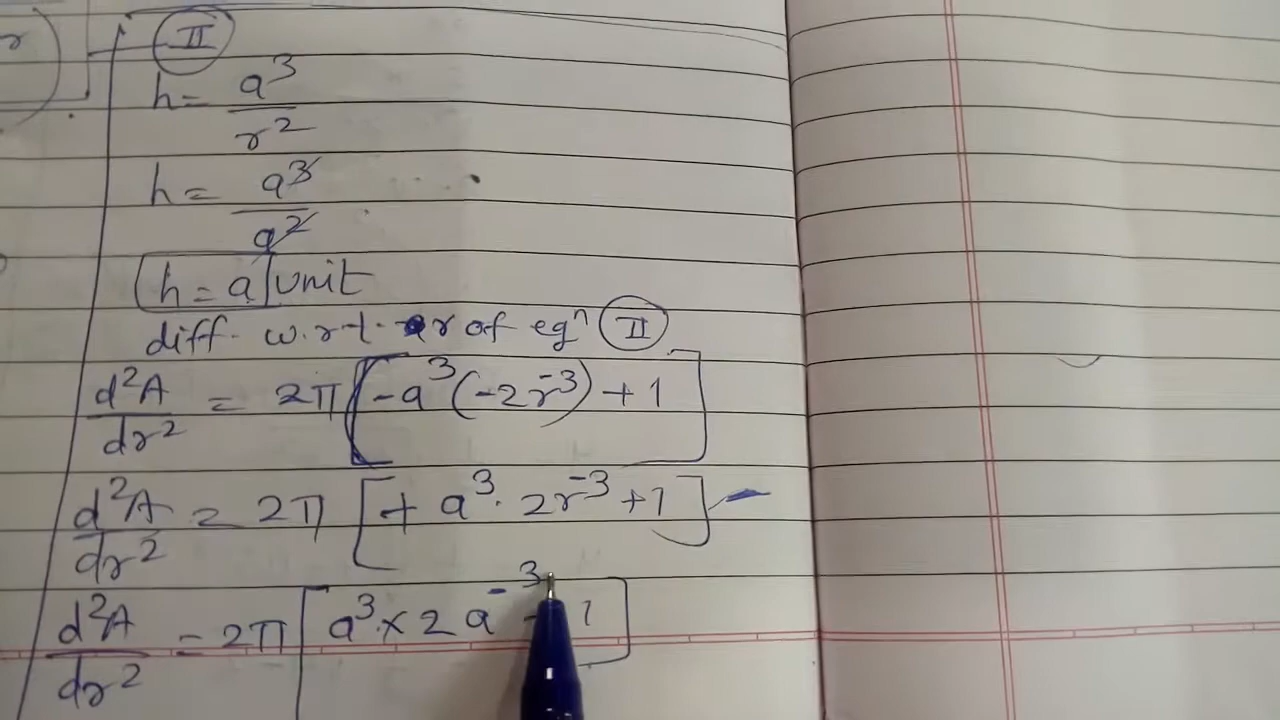 r) II
h = a³/r²
h = a³/a²
h = a unit
diff. w.r.t. r of eqⁿ II
d²A/dr² = 2π[-a³(-2r⁻³) + 1]
d²A/dr² = 2π[+ a³. 2r⁻³ + 1]
d²A/dr² = 2π[a³ × 2a⁻³ + 1]